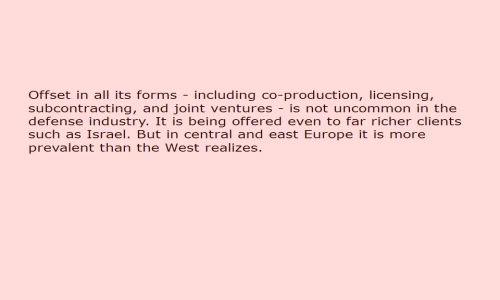 Offset in all its forms - including co-production, licensing,
subcontracting, and joint ventures - is not uncommon in the
defense industry. It is being offered even to far richer clients
such as Israel. But in central and east Europe it is more
prevalent than the West realizes.